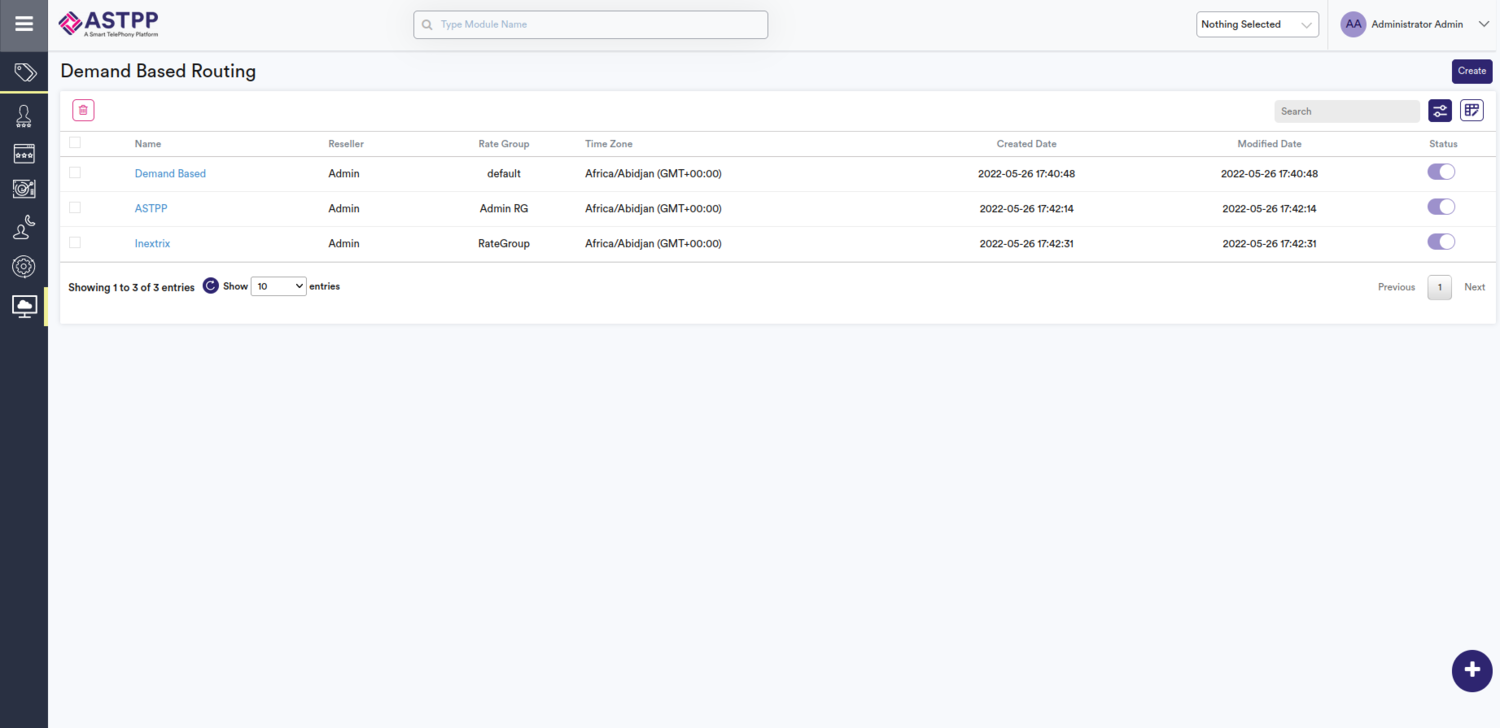 ASTPP
A Smart TelePhony Platform
Type Module Name
Nothing Selected
AA Administrator Admin
Demand Based Routing
Create
Search
Name Reseller Rate Group Time Zone Created Date Modified Date Status
Demand Based Admin default Africa/Abidjan (GMT+00:00) 2022-05-26 17:40:48 2022-05-26 17:40:48
ASTPP Admin Admin RG Africa/Abidjan (GMT+00:00) 2022-05-26 17:42:14 2022-05-26 17:42:14
Inextrix Admin RateGroup Africa/Abidjan (GMT+00:00) 2022-05-26 17:42:31 2022-05-26 17:42:31
Showing 1 to 3 of 3 entries Show 10 entries Previous 1 Next